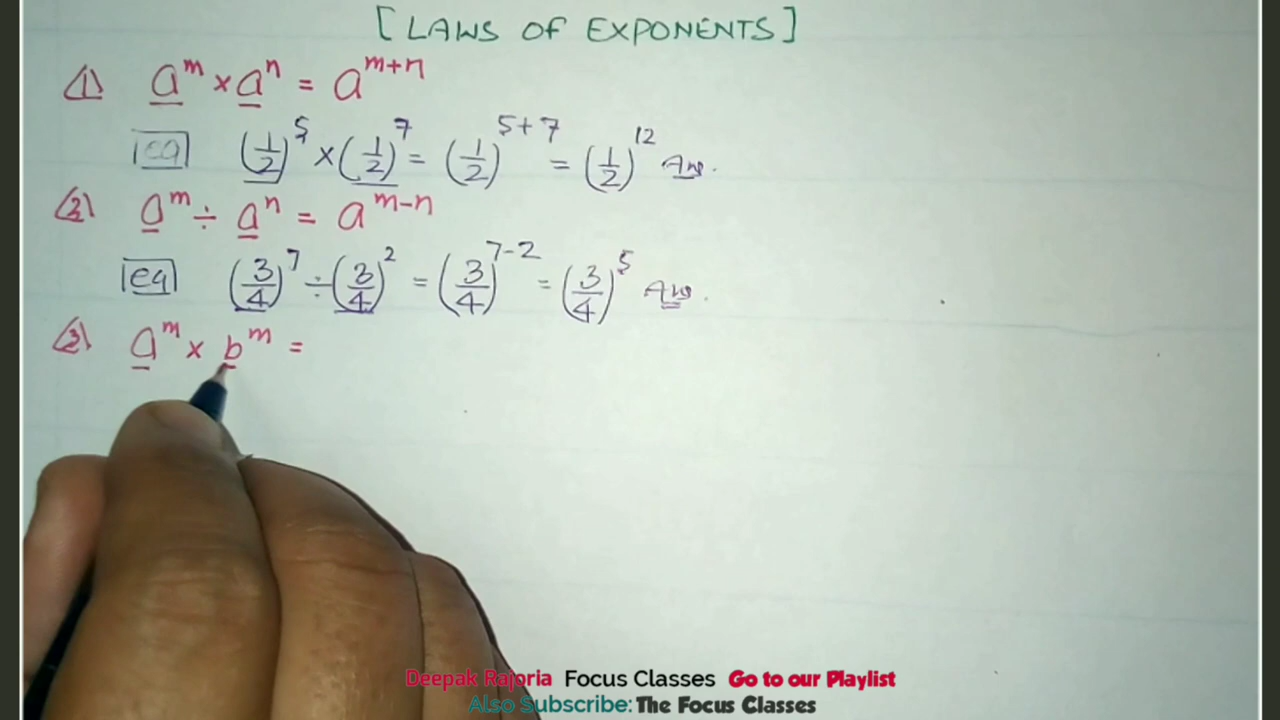 [LAWS OF EXPONENTS]
(1) a^m × a^n = a^(m+n)
eg (1/2)^5 × (1/2)^7 = (1/2)^(5+7) = (1/2)^12 Ans.
(2) a^m ÷ a^n = a^(m-n)
eg (3/4)^7 ÷ (3/4)^2 = (3/4)^(7-2) = (3/4)^5 Ans.
(3) a^m × b^m =
Deepak Rajoria Focus Classes Go to our Playlist
Also Subscribe: The Focus Classes